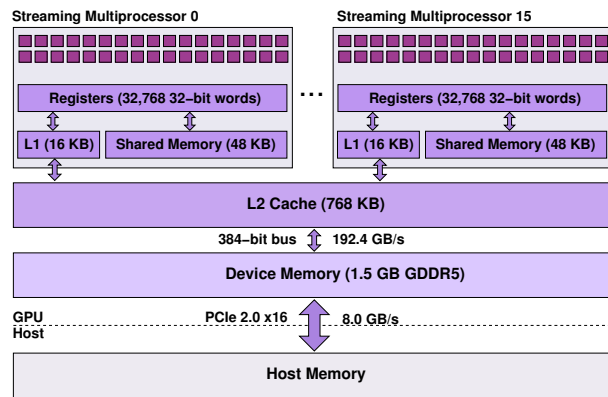 Streaming Multiprocessor 0
Streaming Multiprocessor 15
Registers (32,768 32−bit words)
...
Registers (32,768 32−bit words)
L1 (16 KB)
Shared Memory (48 KB)
L1 (16 KB)
Shared Memory (48 KB)
L2 Cache (768 KB)
384−bit bus
192.4 GB/s
Device Memory (1.5 GB GDDR5)
GPU
PCIe 2.0 x16
8.0 GB/s
Host
Host Memory